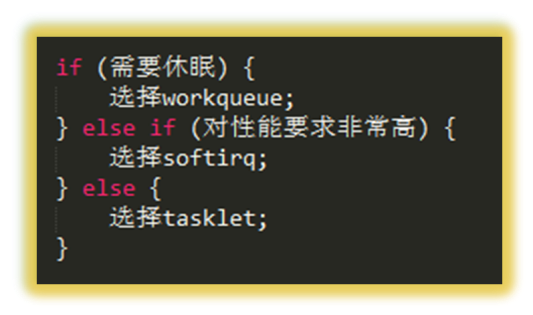 if (需要休眠) {
    选择workqueue;
} else if (对性能要求非常高) {
    选择softirq;
} else {
    选择tasklet;
}